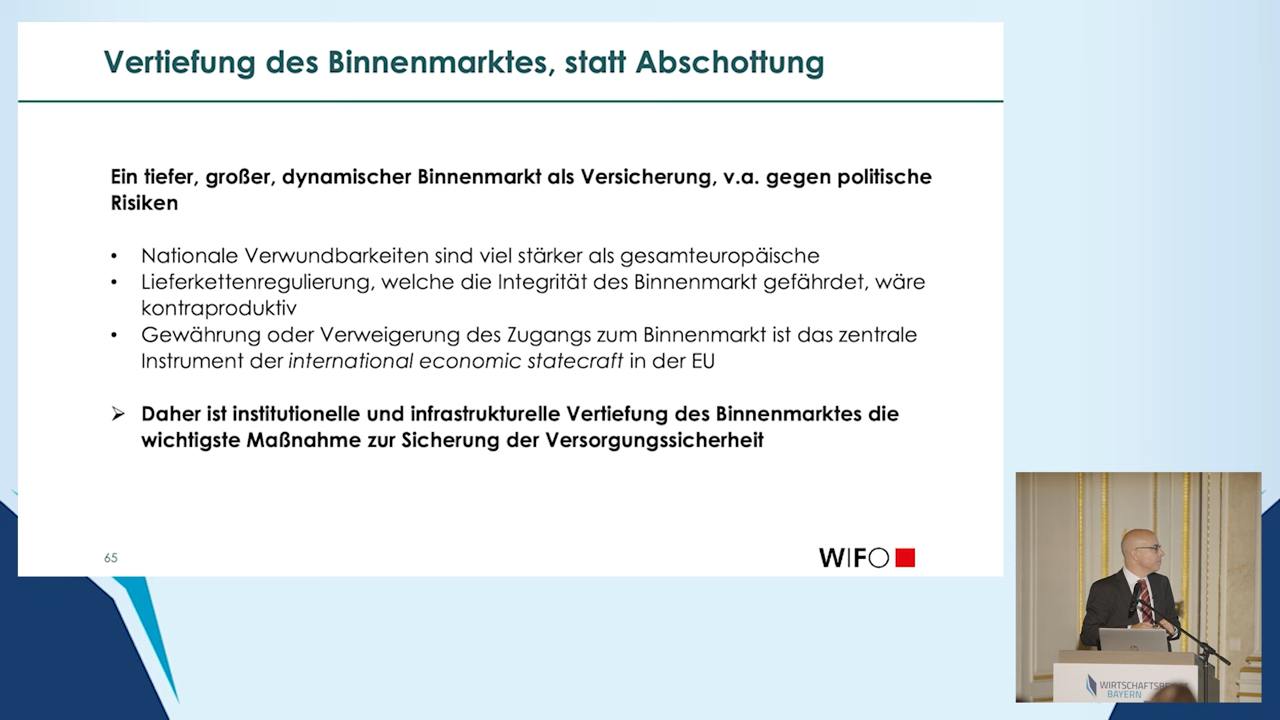 Vertiefung des Binnenmarktes, statt Abschottung
Ein tiefer, großer, dynamischer Binnenmarkt als Versicherung, v.a. gegen politische
Risiken
• Nationale Verwundbarkeiten sind viel stärker als gesamteuropäische
• Lieferkettenregulierung, welche die Integrität des Binnenmarkt gefährdet, wäre
kontraproduktiv
• Gewährung oder Verweigerung des Zugangs zum Binnenmarkt ist das zentrale
Instrument der international economic statecraft in der EU
➢ Daher ist institutionelle und infrastrukturelle Vertiefung des Binnenmarktes die
wichtigste Maßnahme zur Sicherung der Versorgungssicherheit
65
WIFO
BAYERN